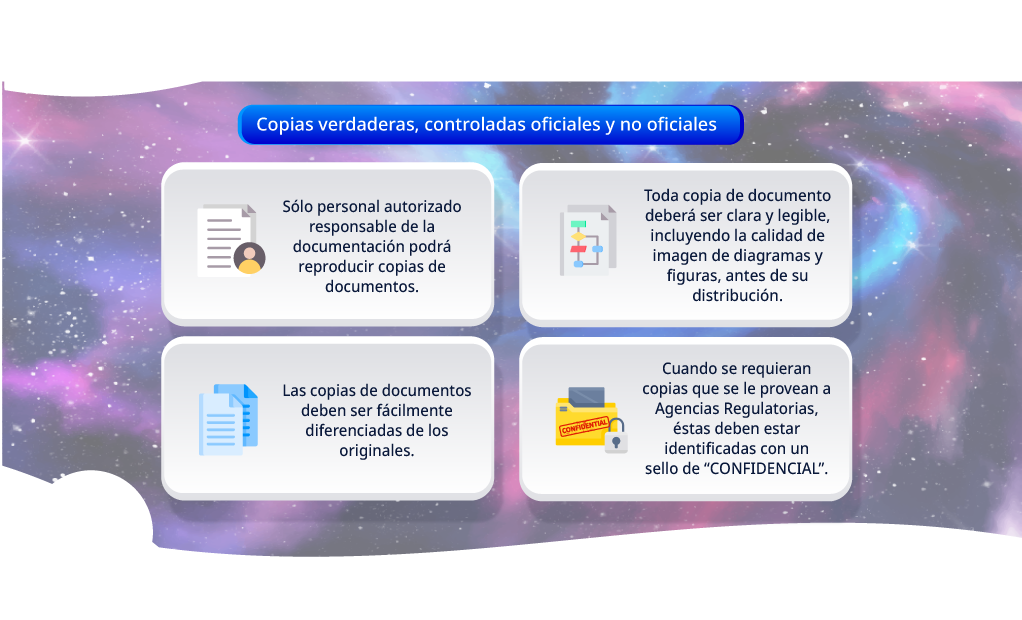 Copias verdaderas, controladas oficiales y no oficiales
Sólo personal autorizado
responsable de la
documentación podrá
reproducir copias de
documentos.
Toda copia de documento
deberá ser clara y legible,
incluyendo la calidad de
imagen de diagramas y
figuras, antes de su
distribución.
Las copias de documentos
deben ser fácilmente
diferenciadas de los
originales.
Cuando se requieran
copias que se le provean a
Agencias Regulatorias,
éstas deben estar
identificadas con un
sello de “CONFIDENCIAL”.
CONFIDENTIAL